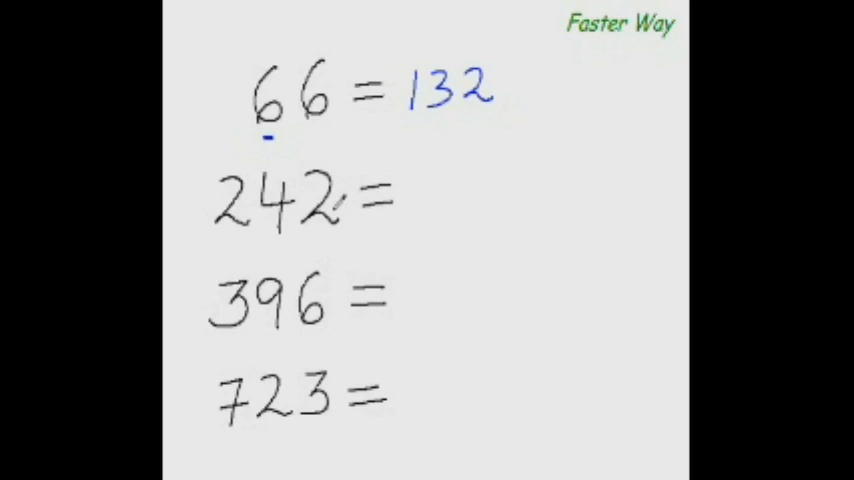 Faster Way
66 = 132
242 =
396 =
723 =